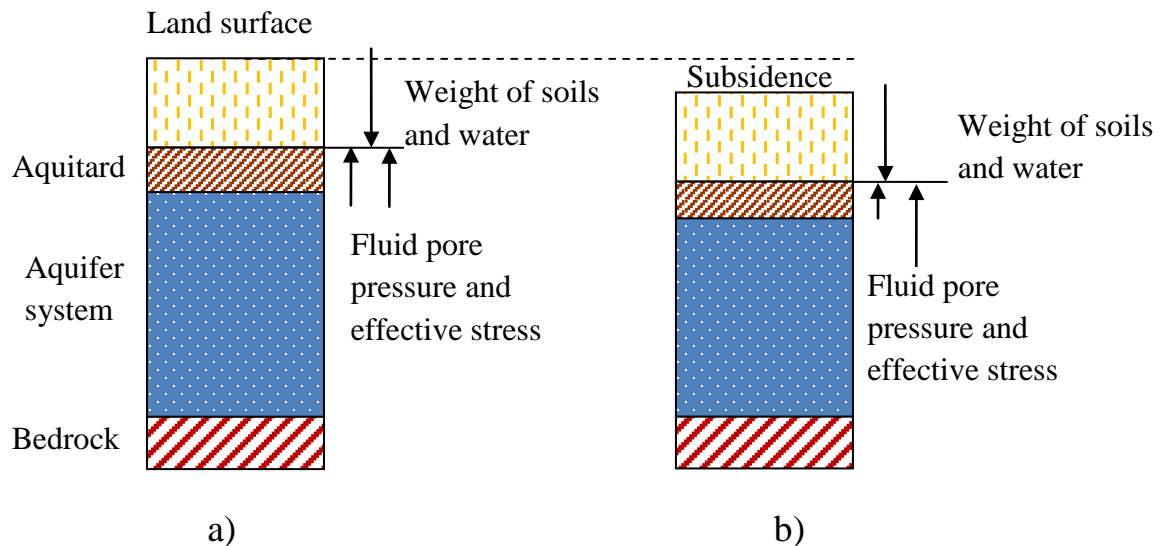 Land surface
Weight of soils
and water
Aquitard
Fluid pore
pressure and
effective stress
Aquifer
system
Bedrock
a)
Subsidence
Weight of soils
and water
Fluid pore
pressure and
effective stress
b)